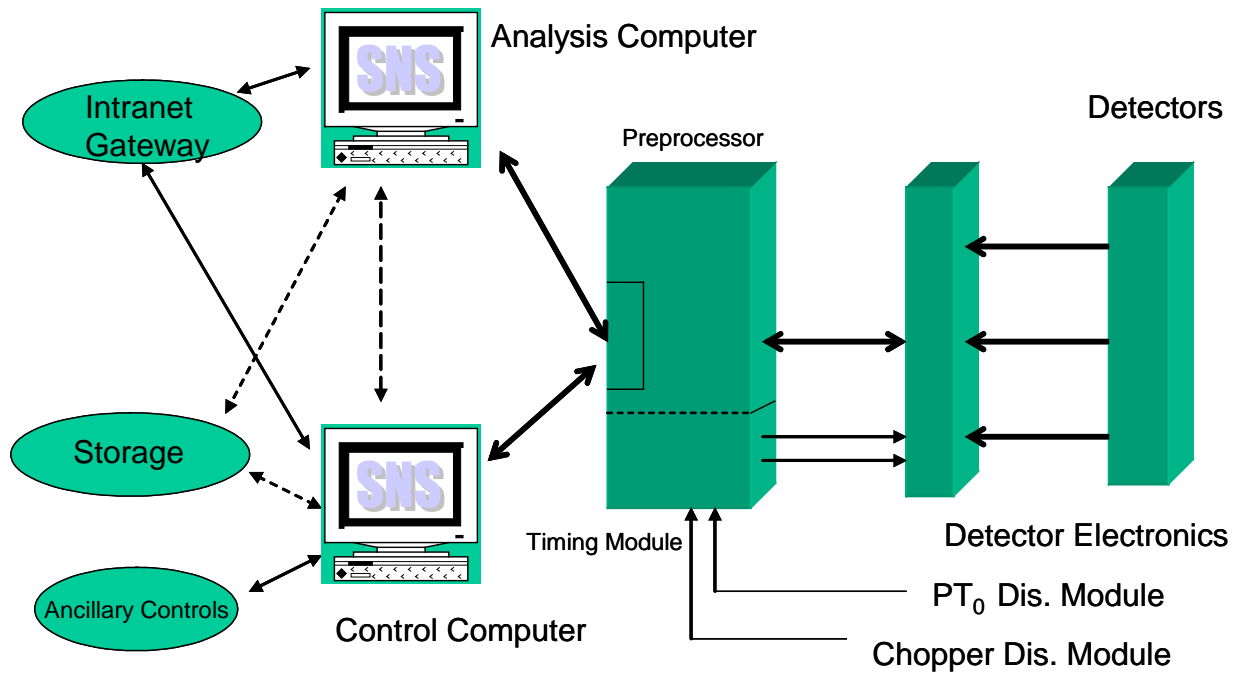 Analysis Computer
SNS
Intranet
Gateway
Detectors
Preprocessor
Storage
SNS
Timing Module
Detector Electronics
Ancillary Controls
PT₀ Dis. Module
Control Computer
Chopper Dis. Module